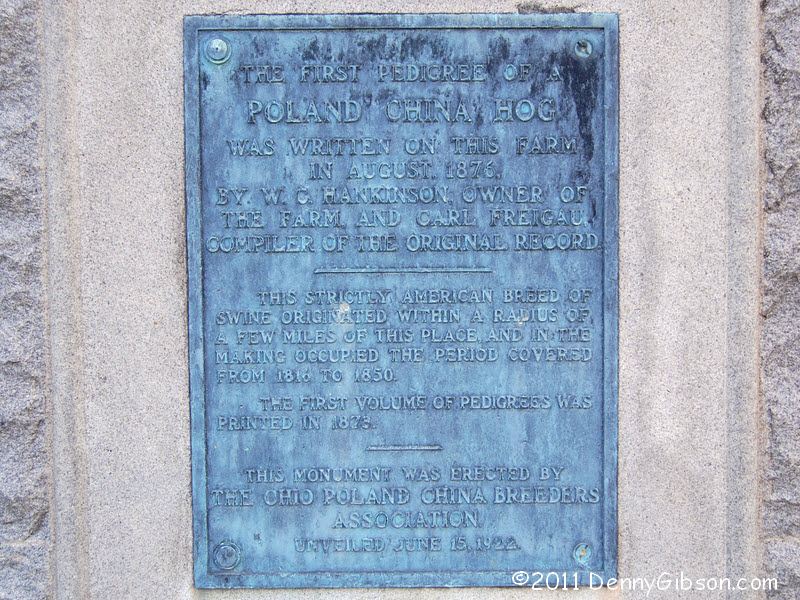 THE FIRST PEDIGREE OF A
POLAND CHINA HOG
WAS WRITTEN ON THIS FARM
IN AUGUST, 1876,
BY W. C. HANKINSON, OWNER OF
THE FARM, AND CARL FREIGAU,
COMPILER OF THE ORIGINAL RECORD.
THIS STRICTLY AMERICAN BREED OF
SWINE ORIGINATED WITHIN A RADIUS OF
A FEW MILES OF THIS PLACE, AND IN THE
MAKING OCCUPIED THE PERIOD COVERED
FROM 1816 TO 1850.
THE FIRST VOLUME OF PEDIGREES WAS
PRINTED IN 1878.
THIS MONUMENT WAS ERECTED BY
THE OHIO POLAND CHINA BREEDERS
ASSOCIATION.
UNVEILED JUNE 15, 1922.
©2011 DennyGibson.com